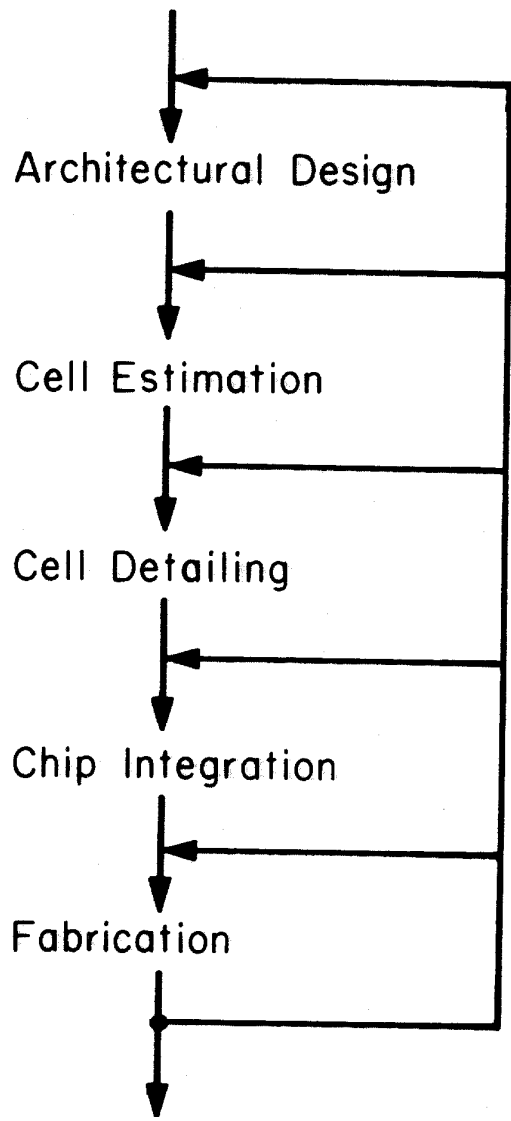 Architectural Design
Cell Estimation
Cell Detailing
Chip Integration
Fabrication